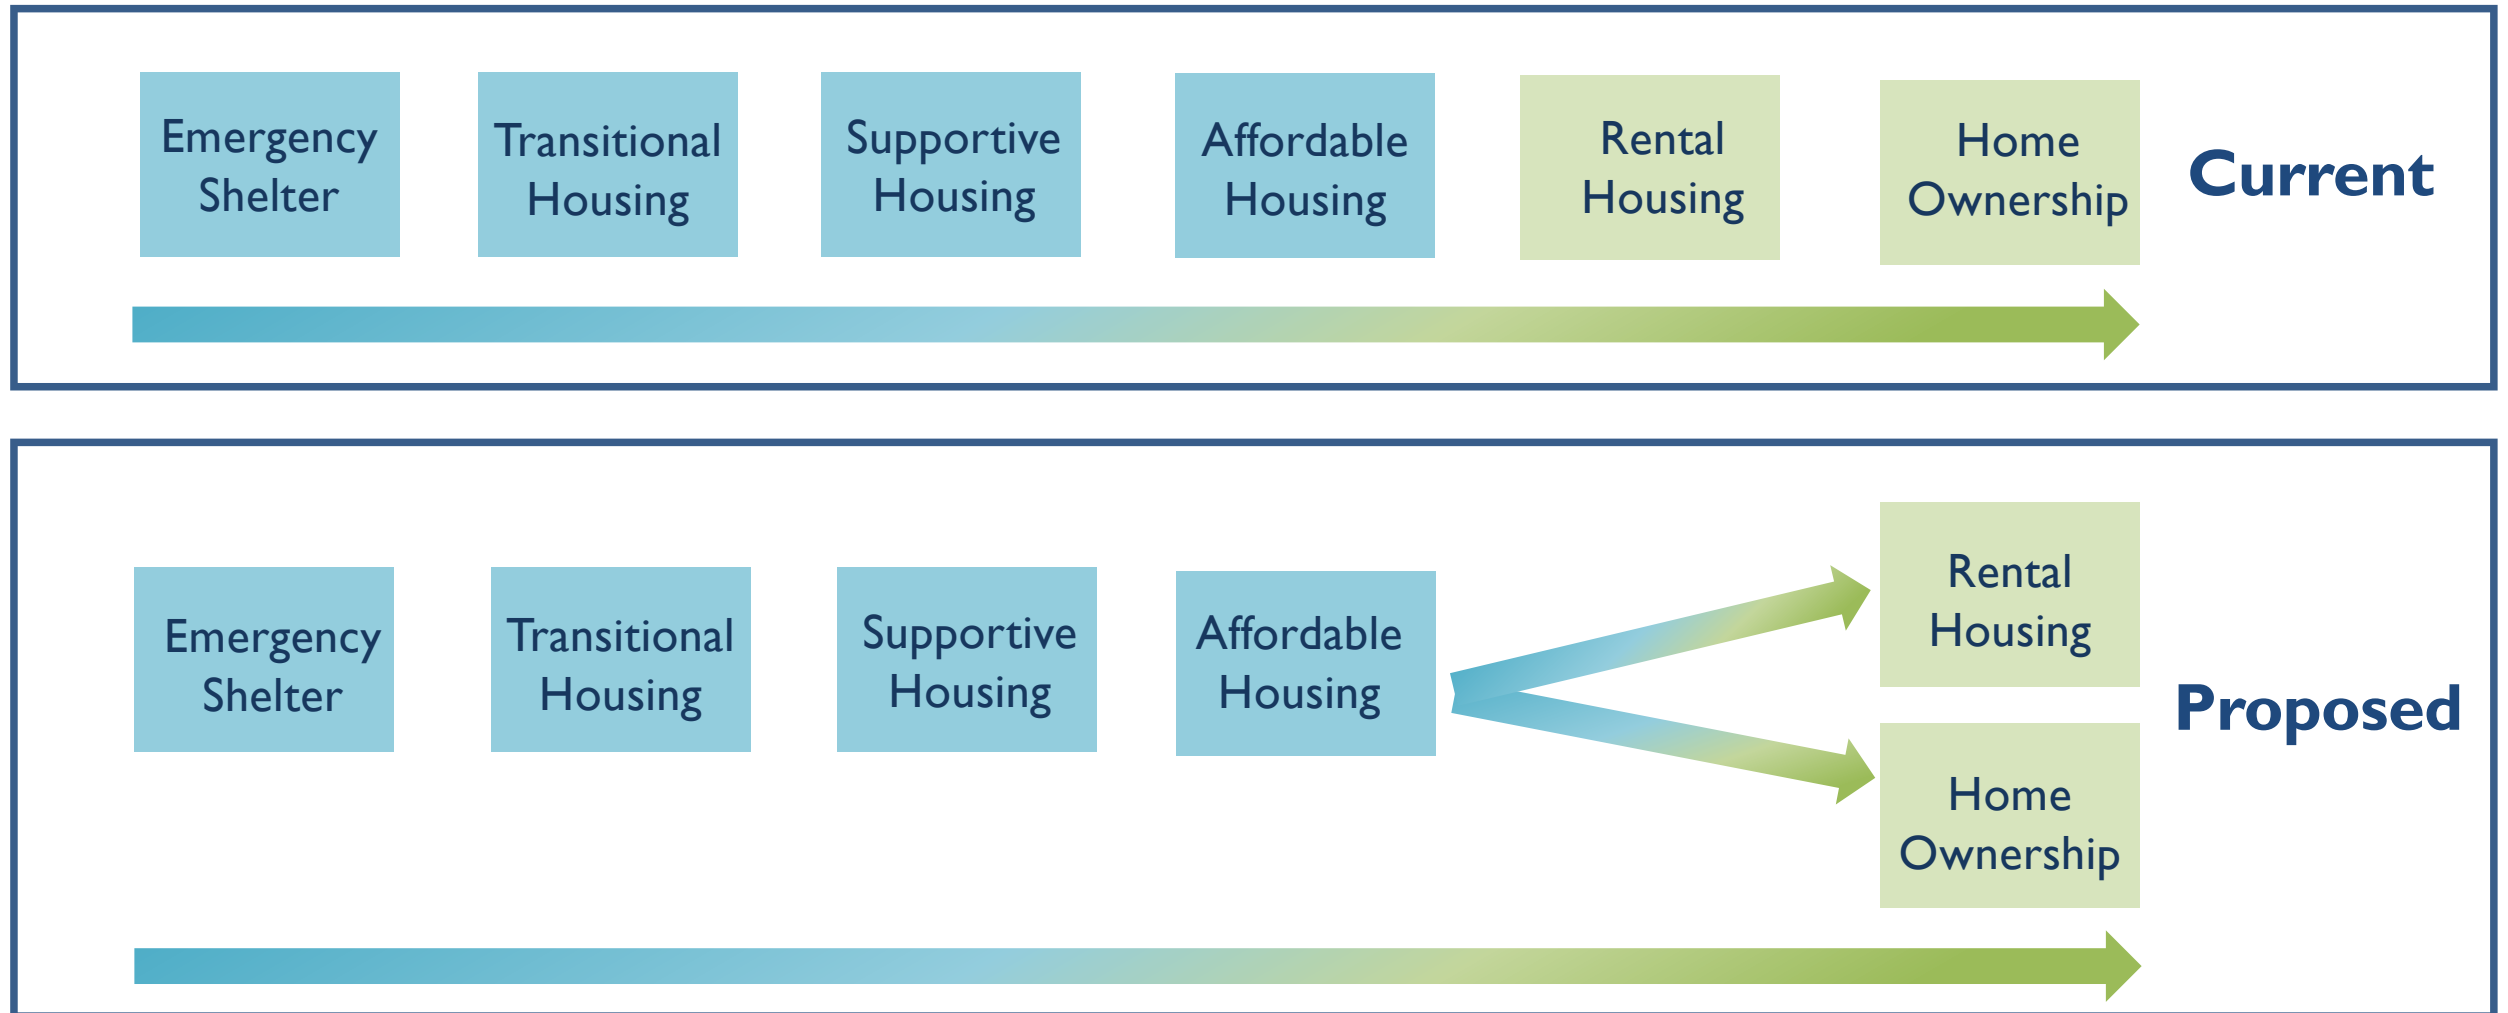 Emergency
Shelter
Transitional
Housing
Supportive
Housing
Affordable
Housing
Rental
Housing
Home
Ownership
Current
Emergency
Shelter
Transitional
Housing
Supportive
Housing
Affordable
Housing
Rental
Housing
Home
Ownership
Proposed